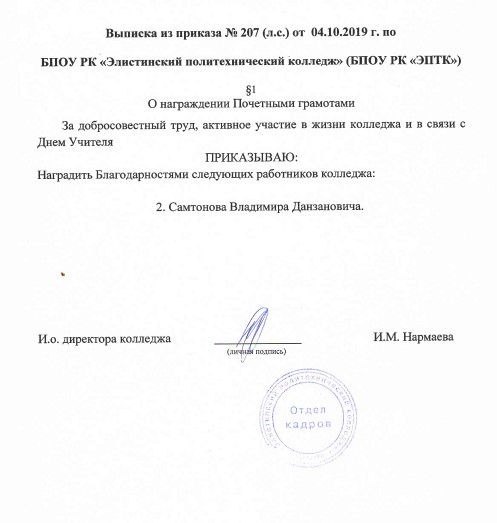 Выписка из приказа № 207 (л.с.) от 04.10.2019 г. по
БПОУ РК «Элистинский политехнический колледж» (БПОУ РК «ЭПТК»)
§1
О награждении Почетными грамотами
За добросовестный труд, активное участие в жизни колледжа и в связи с
Днем Учителя
ПРИКАЗЫВАЮ:
Наградить Благодарностями следующих работников колледжа:
2. Самтонова Владимира Данзановича.
И.о. директора колледжа
(личная подпись)
И.М. Нармаева
политехнический колледж
Отдел
кадров